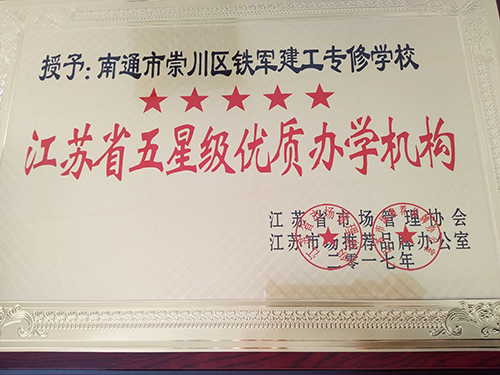 授予：南通市崇川区铁军建工专修学校
★★★★★
江苏省五星级优质办学机构
江苏省市场管理协会
江苏市场推荐品牌办公室
二零一七年